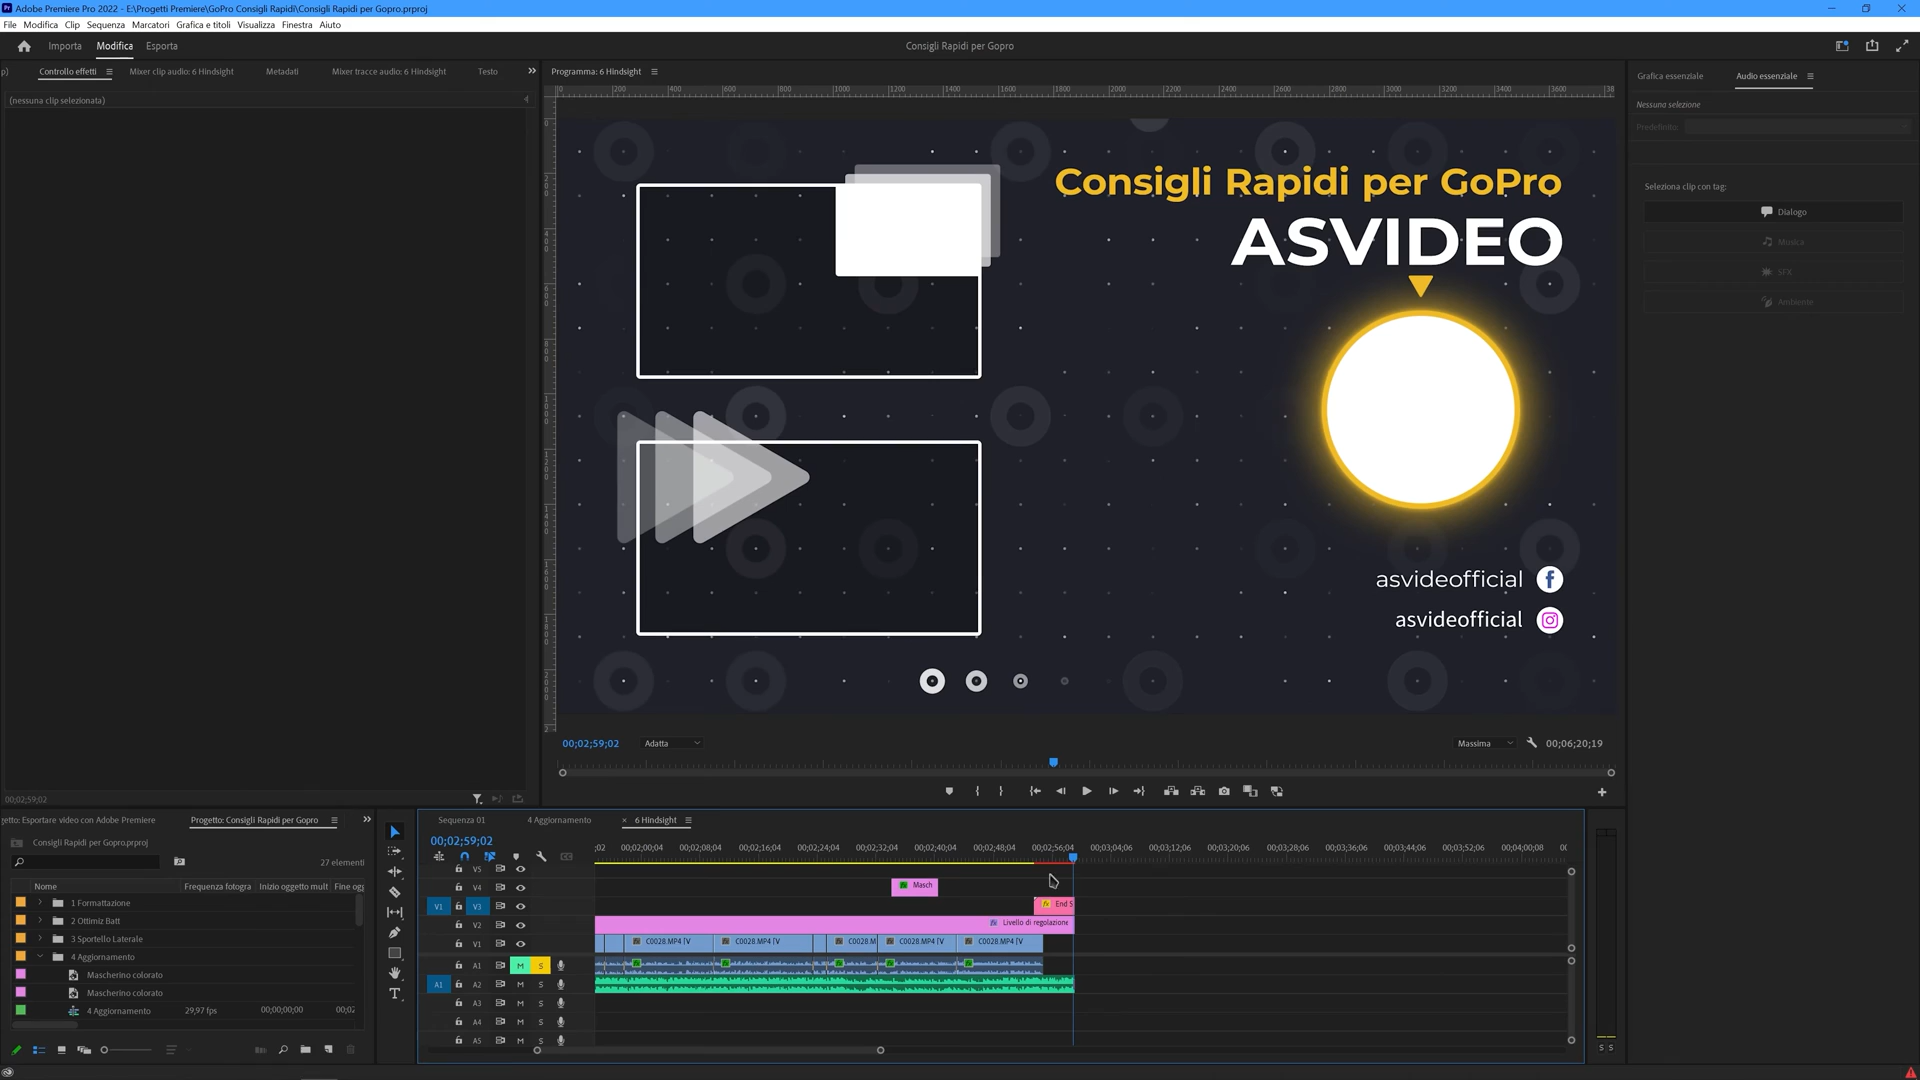 Adobe Premiere Pro 2022 - E:\Progetti Premiere\GoPro Consigli Rapidi\Consigli Rapidi per Gopro.prproj
File Modifica Clip Sequenza Marcatori Grafica e titoli Visualizza Finestra Aiuto
Importa Modifica Esporta
Consigli Rapidi per Gopro
Controllo effetti
Mixer clip audio: 6 Hindsight
Metadati
Mixer tracce audio: 6 Hindsight
Testo
(nessuna clip selezionata)
Programma: 6 Hindsight
Consigli Rapidi per GoPro
ASVIDEO
asvideofficial
asvideofficial
00;02;59;02
Adatta
Massima
00;06;20;19
Grafica essenziale
Audio essenziale
Nessuna selezione
Predefinito:
Seleziona clip con tag:
Dialogo
Musica
SFX
Ambiente
00;02;59;02
getto: Esportare video con Adobe Premiere
Progetto: Consigli Rapidi per Gopro
Consigli Rapidi per Gopro.prproj
27 elementi
Nome Frequenza fotogra Inizio oggetto mult Fine ogg
1 Formattazione
2 Ottimiz Batt
3 Sportello Laterale
4 Aggiornamento
Mascherino colorato
Mascherino colorato
4 Aggiornamento 29,97 fps 00;00;00;00 00;02
Sequenza 01
4 Aggiornamento
6 Hindsight
00;02;59;02
;02 00;02;00;04 00;02;08;04 00;02;16;04 00;02;24;04 00;02;32;04 00;02;40;04 00;02;48;04 00;02;56;04 00;03;04;06 00;03;12;06 00;03;20;06 00;03;28;06 00;03;36;06 00;03;44;06 00;03;52;06 00;04;00;08
V5
V4 Masch
V1 V3 End S
V2 Livello di regolazione
V1 C0028.MP4 [V C0028.MP4 [V C0028.M C0028.MP4 [V C0028.MP4 [V
A1 M S
A1 A2 M S
A3 M S
A4 M S
A5 M S
S S